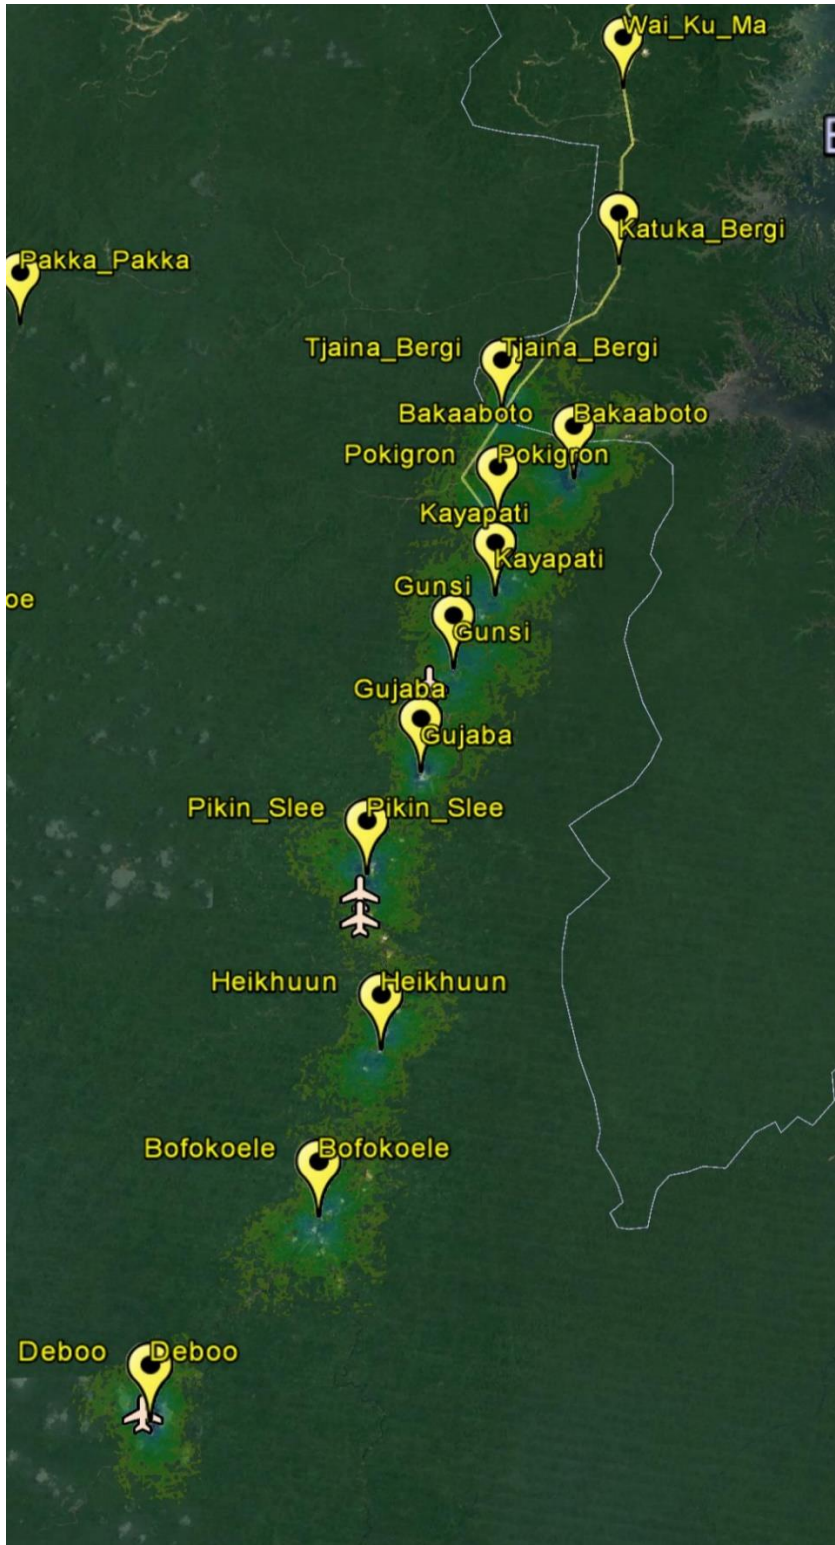 Wai_Ku_Ma
Katuka_Bergi
Pakka_Pakka
Tjaina_Bergi Tjaina_Bergi
Bakaaboto Bakaaboto
Pokigron Pokigron
Kayapati
Kayapati
Gunsi
oe
Gunsi
Gujaba
Gujaba
Pikin_Slee Pikin_Slee
Heikhuun Heikhuun
Bofokoele Bofokoele
Deboo Deboo